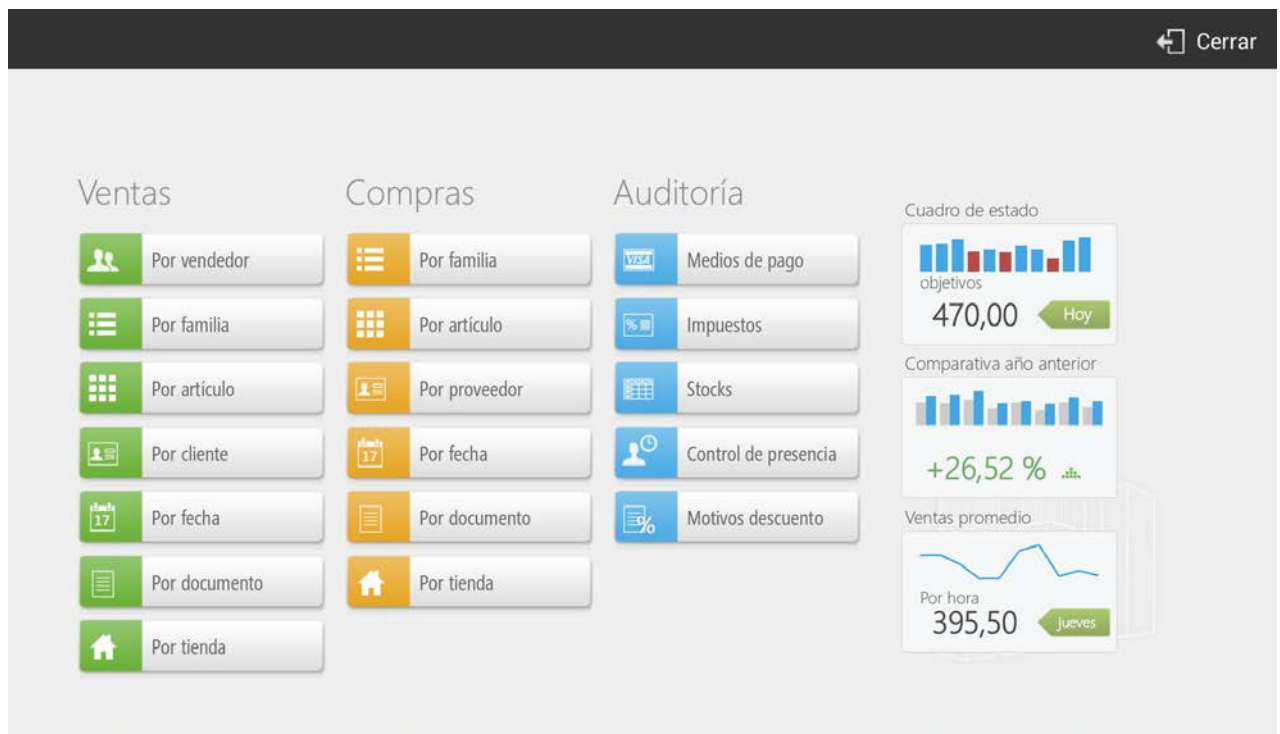 Cerrar
Ventas
Por vendedor
Por familia
Por artículo
Por cliente
17
Por fecha
Por documento
Por tienda
Compras
Por familia
Por artículo
Por proveedor
17
Por fecha
Por documento
Por tienda
Auditoría
VISA
Medios de pago
%
Impuestos
Stocks
Control de presencia
%
Motivos descuento
Cuadro de estado
objetivos
470,00
Hoy
Comparativa año anterior
+26,52 %
Ventas promedio
Por hora
395,50
jueves